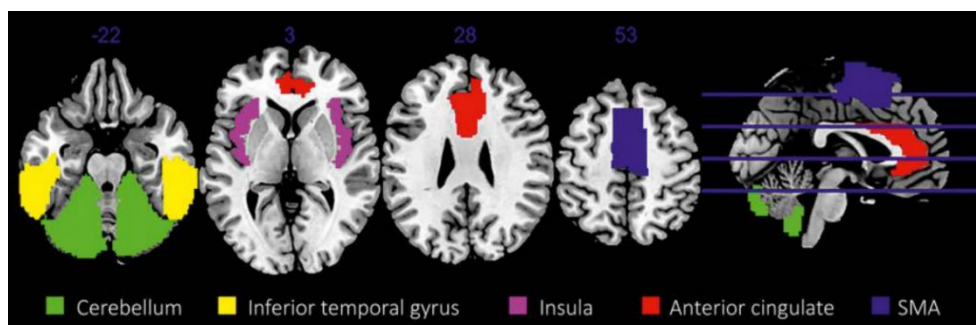 -22 3 28 53
Cerebellum Inferior temporal gyrus Insula Anterior cingulate SMA